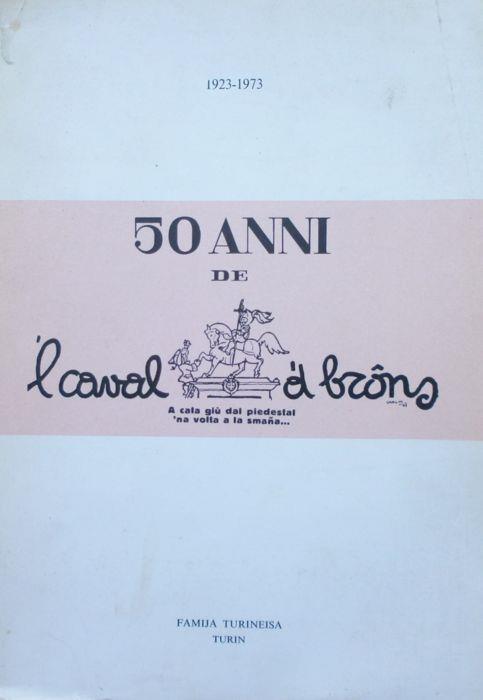 1923-1973
50 ANNI
DE
'l caval 'd brôns
A cala giù dal piedestal
'na volta a la smaña...
FAMIJA TURINEISA
TURIN